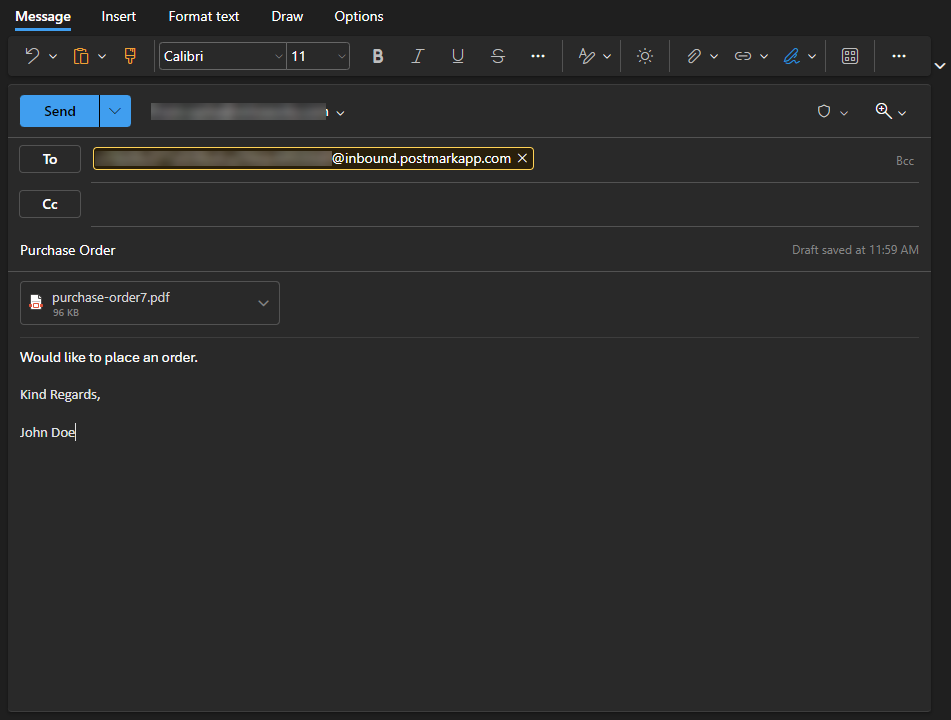 Message Insert Format text Draw Options
Calibri 11 B I U S
Send
To @inbound.postmarkapp.com Bcc
Cc
Purchase Order Draft saved at 11:59 AM
purchase-order7.pdf
96 KB
Would like to place an order.
Kind Regards,
John Doe